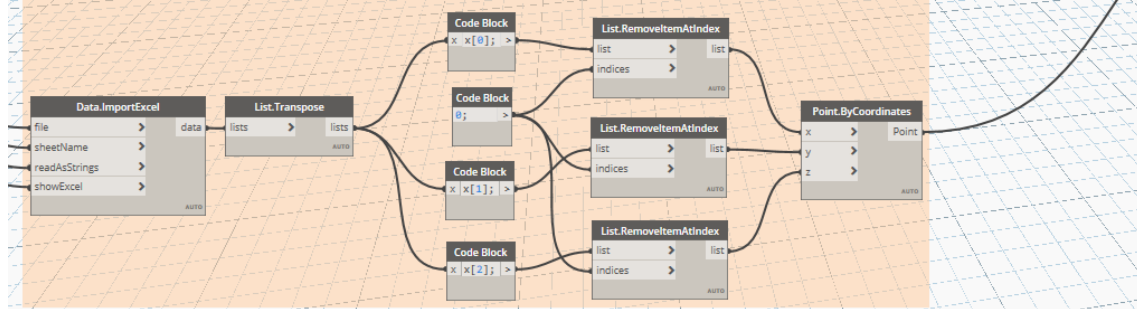 Code Block
x x[0]; >
List.RemoveItemAtIndex
list > list
indices >
AUTO
Data.ImportExcel
file > data
sheetName >
readAsStrings >
showExcel >
AUTO
List.Transpose
lists > lists
AUTO
Code Block
0; >
Code Block
x x[1]; >
List.RemoveItemAtIndex
list > list
indices >
AUTO
Code Block
x x[2]; >
List.RemoveItemAtIndex
list > list
indices >
AUTO
Point.ByCoordinates
x > Point
y >
z >
AUTO